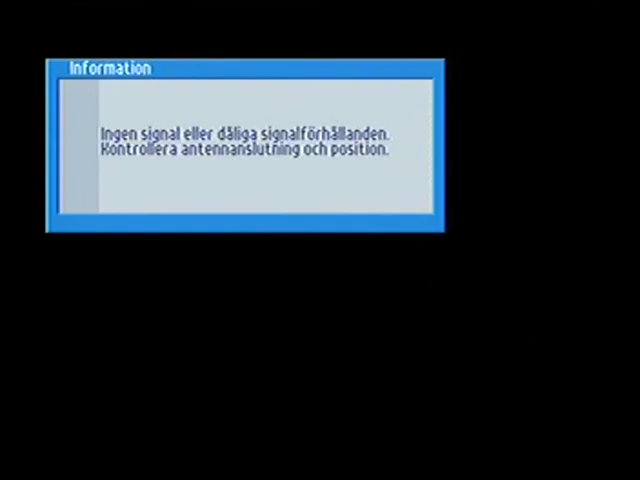 Information
Ingen signal eller dåliga signalförhållanden.
Kontrollera antennanslutning och position.